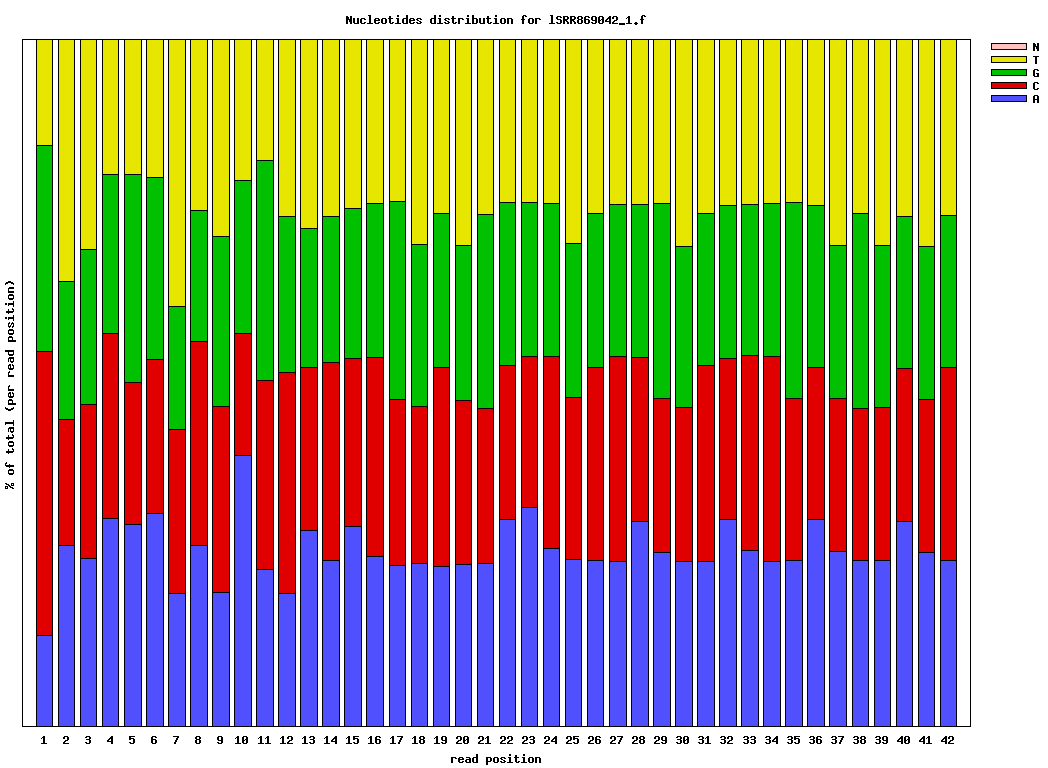 Nucleotides distribution for lSRR869042_1.f
N
T
G
C
A
% of total (per read position)
1 2 3 4 5 6 7 8 9 10 11 12 13 14 15 16 17 18 19 20 21 22 23 24 25 26 27 28 29 30 31 32 33 34 35 36 37 38 39 40 41 42
read position